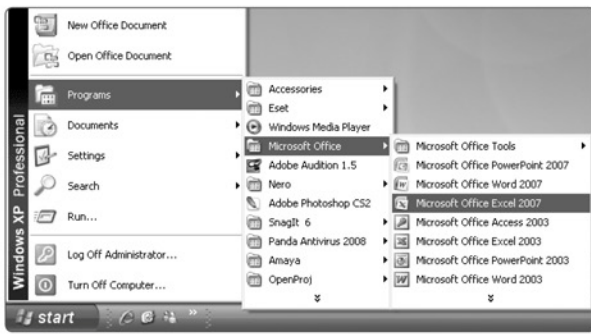 New Office Document
Open Office Document
Programs
Documents
Settings
Search
Run...
Log Off Administrator...
Turn Off Computer...
Windows XP Professional
start
Accessories
Eset
Windows Media Player
Microsoft Office
Adobe Audition 1.5
Nero
Adobe Photoshop CS2
SnagIt 6
Panda Antivirus 2008
Amaya
OpenProj
Microsoft Office Tools
Microsoft Office PowerPoint 2007
Microsoft Office Word 2007
Microsoft Office Excel 2007
Microsoft Office Access 2003
Microsoft Office Excel 2003
Microsoft Office PowerPoint 2003
Microsoft Office Word 2003